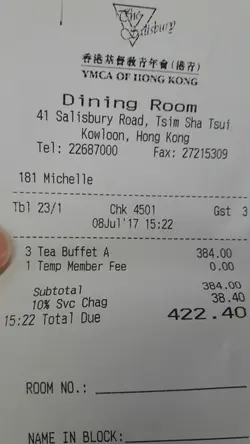 The
Salisbury
香港基督教青年會(港青)
YMCA OF HONG KONG
Dining Room
41 Salisbury Road, Tsim Sha Tsui
Kowloon, Hong Kong
Tel: 22687000 Fax: 27215309
181 Michelle
Tbl 23/1 Chk 4501 Gst 3
08Jul'17 15:22
3 Tea Buffet A 384.00
1 Temp Member Fee 0.00
Subtotal 384.00
10% Svc Chag 38.40
15:22 Total Due 422.40
ROOM NO.:
NAME IN BLOCK: